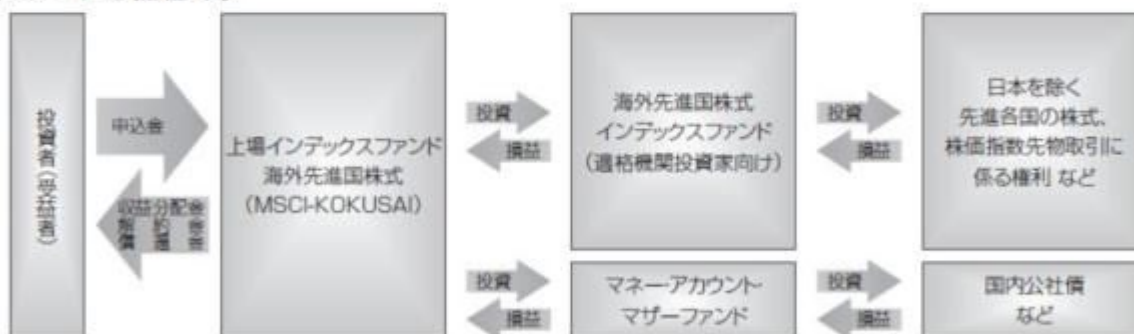 投資者(受益者)
申込金
収益分配金
解約金
償還金
上場インデックスファンド
海外先進国株式
(MSCI-KOKUSAI)
投資
損益
海外先進国株式
インデックスファンド
(適格機関投資家向け)
投資
損益
日本を除く
先進各国の株式、
株価指数先物取引に
係る権利 など
投資
損益
マネー・アカウント・
マザーファンド
投資
損益
国内公社債
など